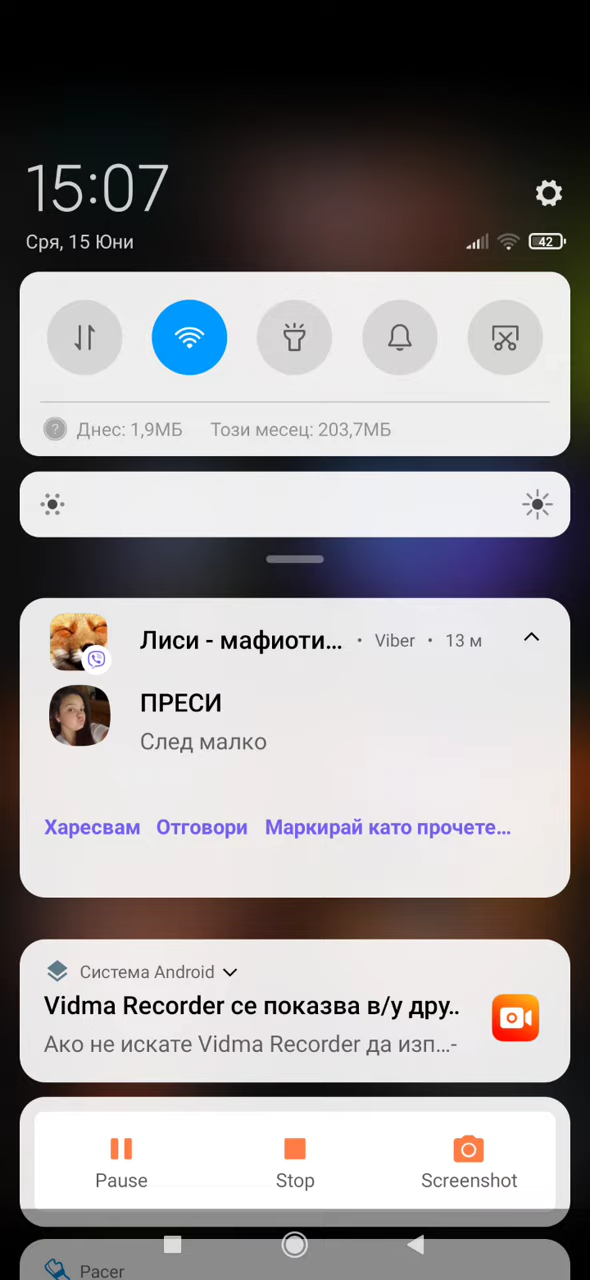 15:07
Сря, 15 Юни
42
Днес: 1,9МБ Този месец: 203,7МБ
Лиси - мафиоти... • Viber • 13 м
ПРЕСИ
След малко
Харесвам Отговори Маркирай като прочете...
Система Android
Vidma Recorder се показва в/у дру..
Ако не искате Vidma Recorder да изп...-
Pause Stop Screenshot
Pacer